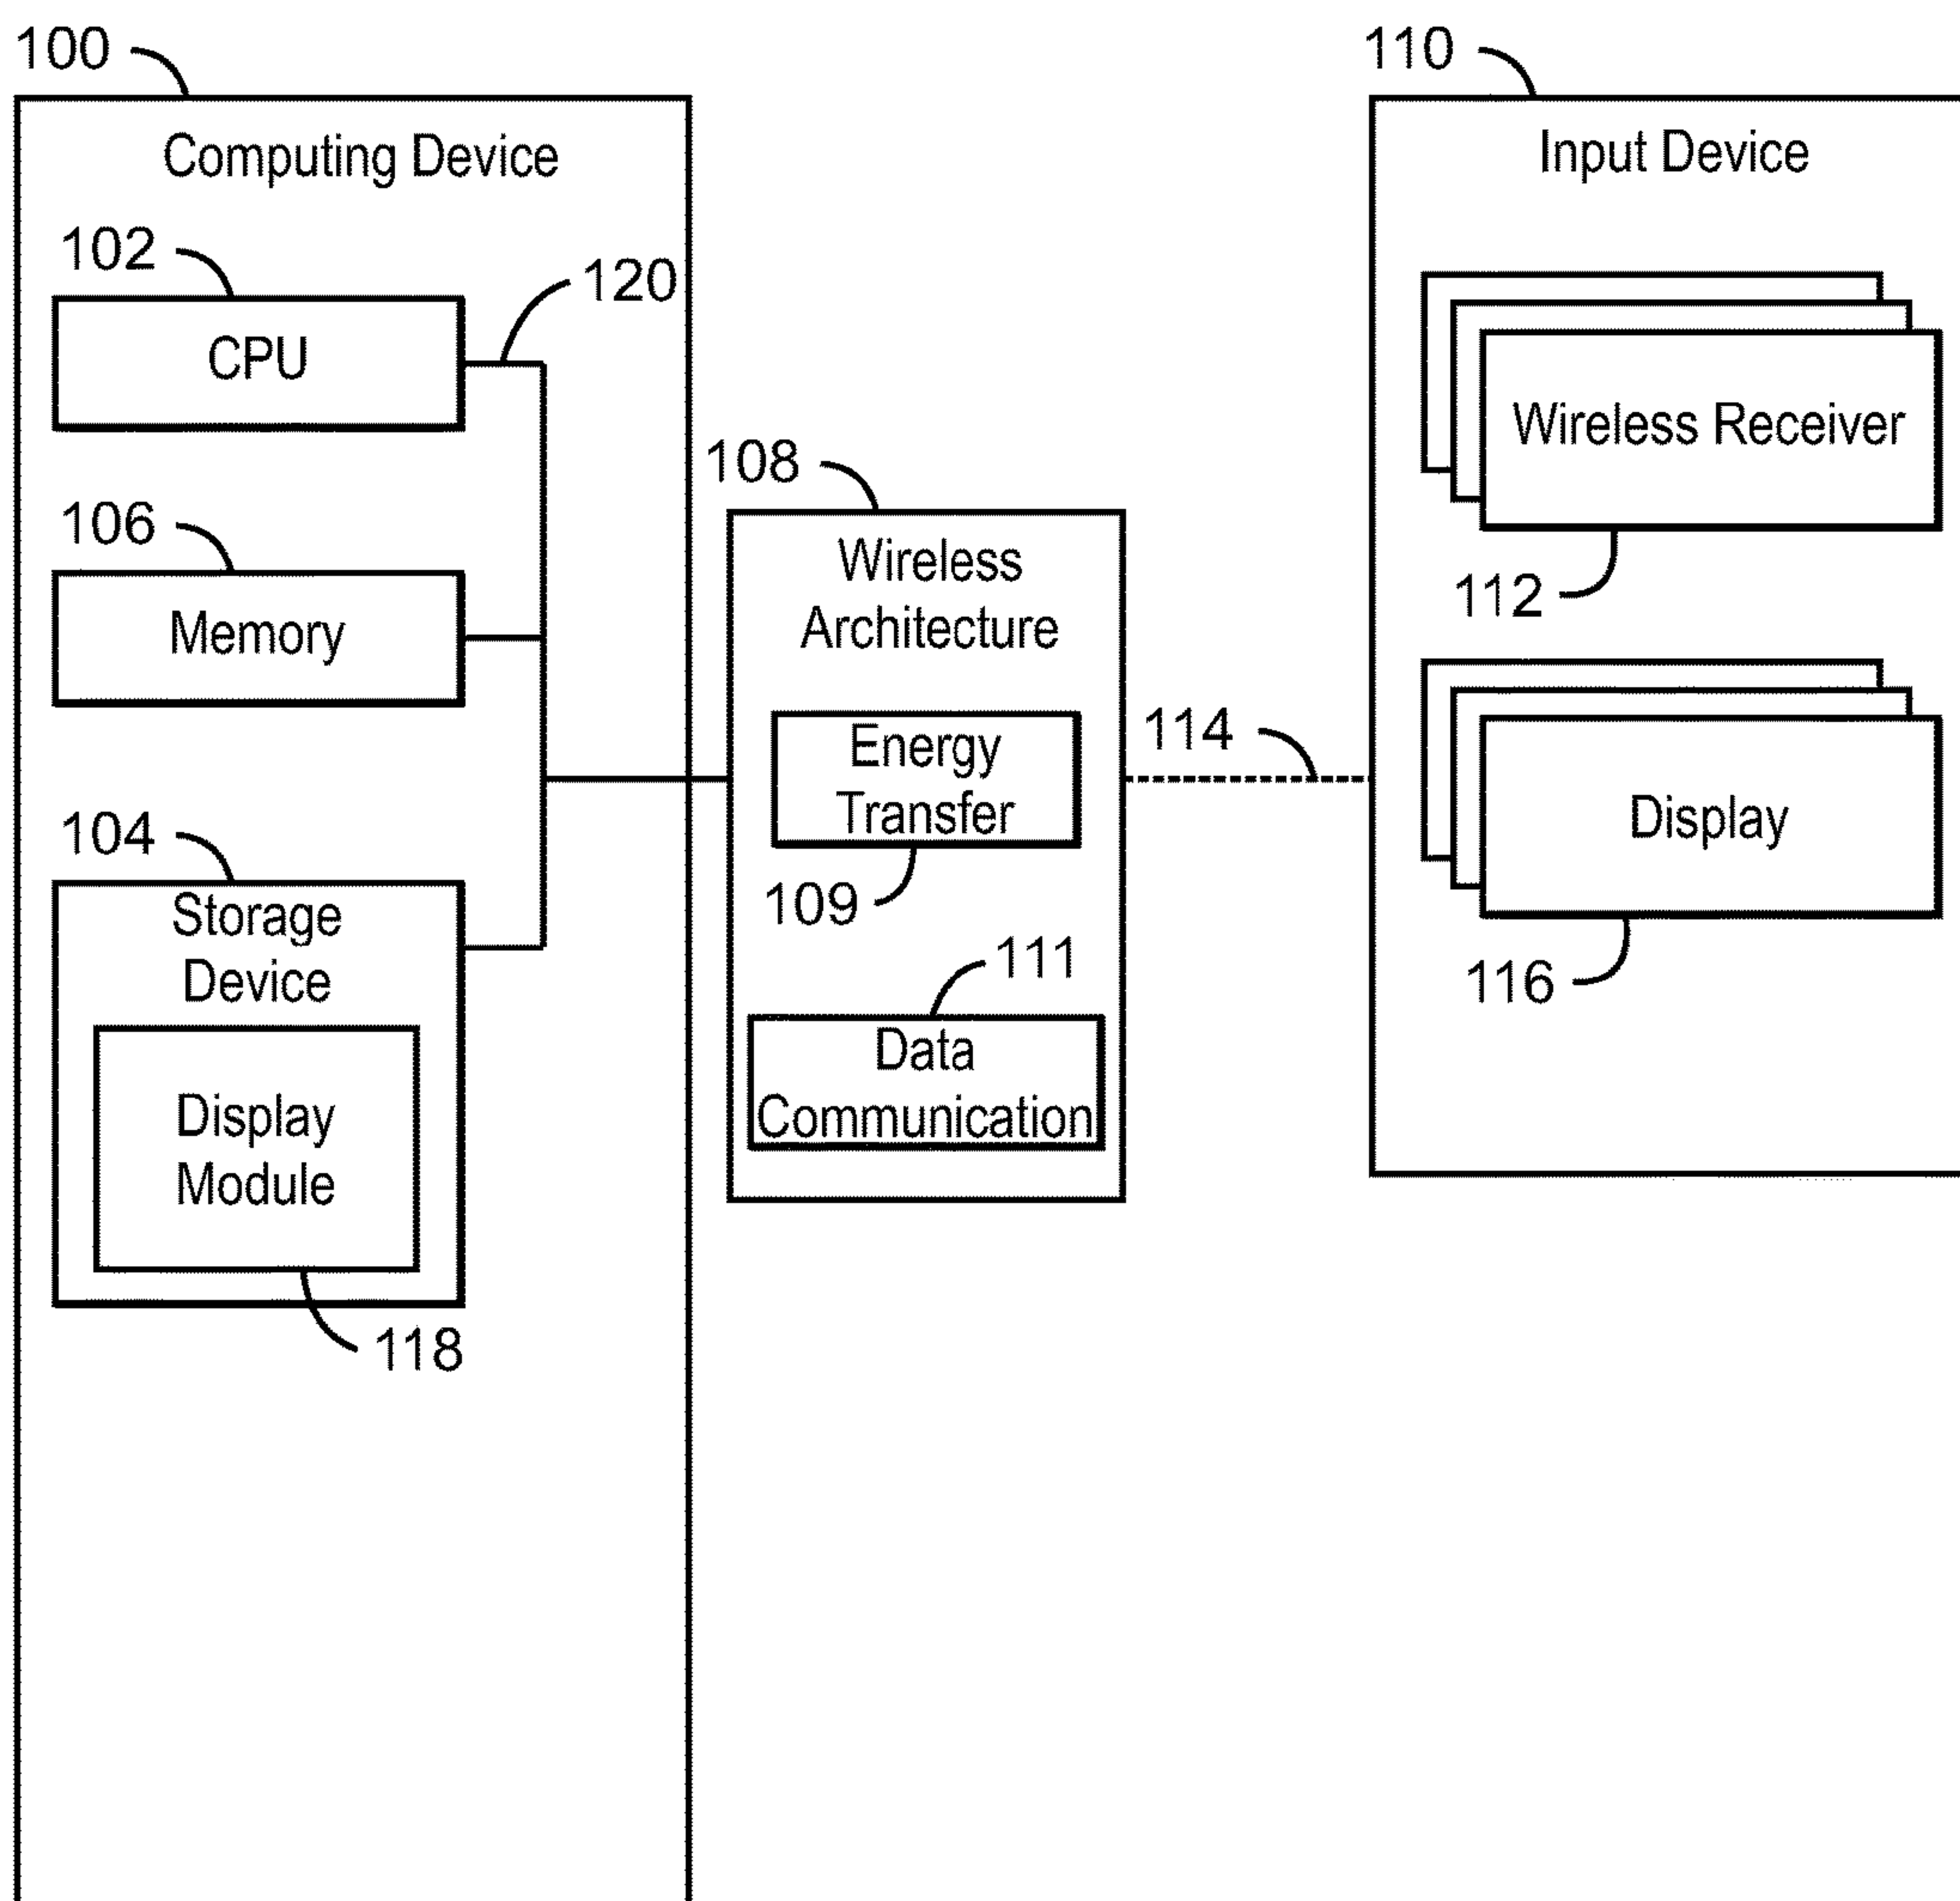 100
Computing Device
102
120
CPU
106
Memory
104
Storage
Device
Display
Module
118
108
Wireless
Architecture
Energy
Transfer
109
111
Data
Communication
114
110
Input Device
Wireless Receiver
112
Display
116